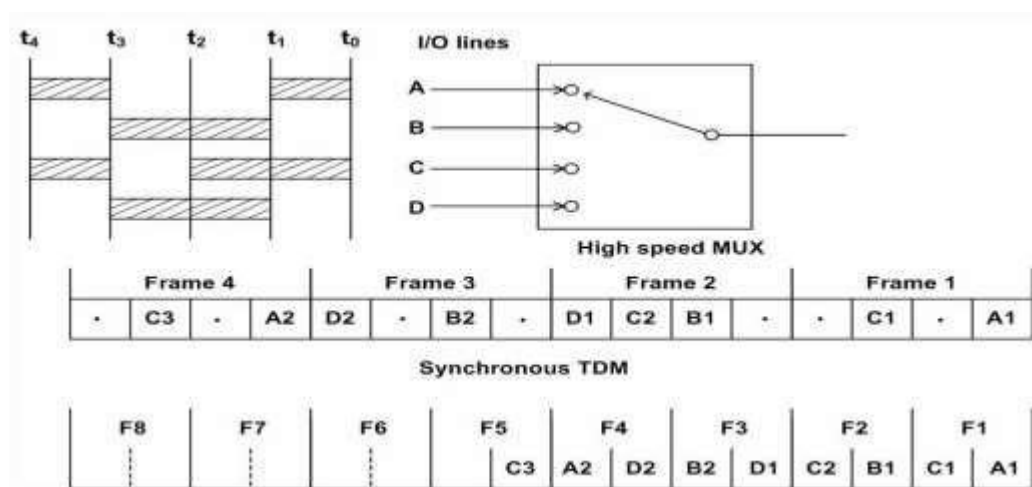 t₄ t₃ t₂ t₁ t₀
I/O lines
A
B
C
D
High speed MUX
Frame 4 Frame 3 Frame 2 Frame 1
· C3 · A2 D2 · B2 · D1 C2 B1 · · C1 · A1
Synchronous TDM
F8 F7 F6 F5 F4 F3 F2 F1
C3 A2 D2 B2 D1 C2 B1 C1 A1